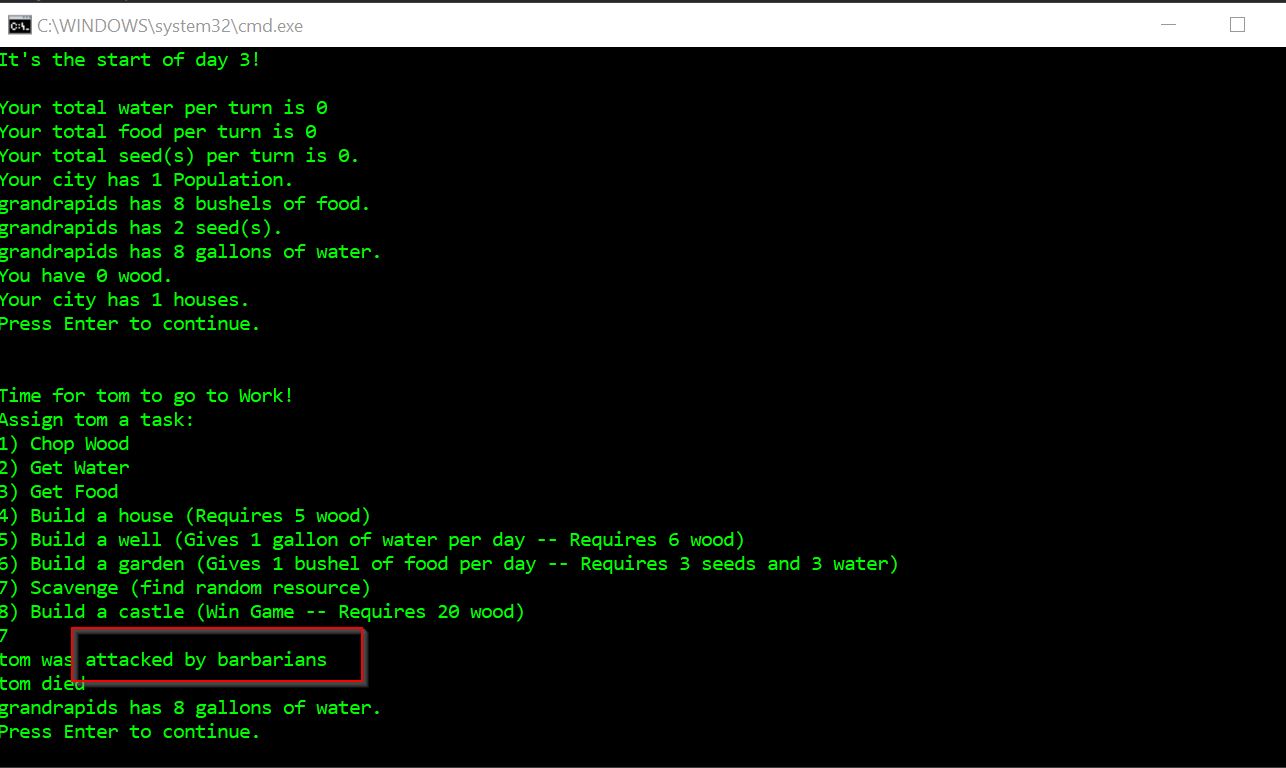 C:\WINDOWS\system32\cmd.exe
It's the start of day 3!
Your total water per turn is 0
Your total food per turn is 0
Your total seed(s) per turn is 0.
Your city has 1 Population.
grandrapids has 8 bushels of food.
grandrapids has 2 seed(s).
grandrapids has 8 gallons of water.
You have 0 wood.
Your city has 1 houses.
Press Enter to continue.
Time for tom to go to Work!
Assign tom a task:
1) Chop Wood
2) Get Water
3) Get Food
4) Build a house (Requires 5 wood)
5) Build a well (Gives 1 gallon of water per day -- Requires 6 wood)
6) Build a garden (Gives 1 bushel of food per day -- Requires 3 seeds and 3 water)
7) Scavenge (find random resource)
8) Build a castle (Win Game -- Requires 20 wood)
7
tom was attacked by barbarians
tom died
grandrapids has 8 gallons of water.
Press Enter to continue.